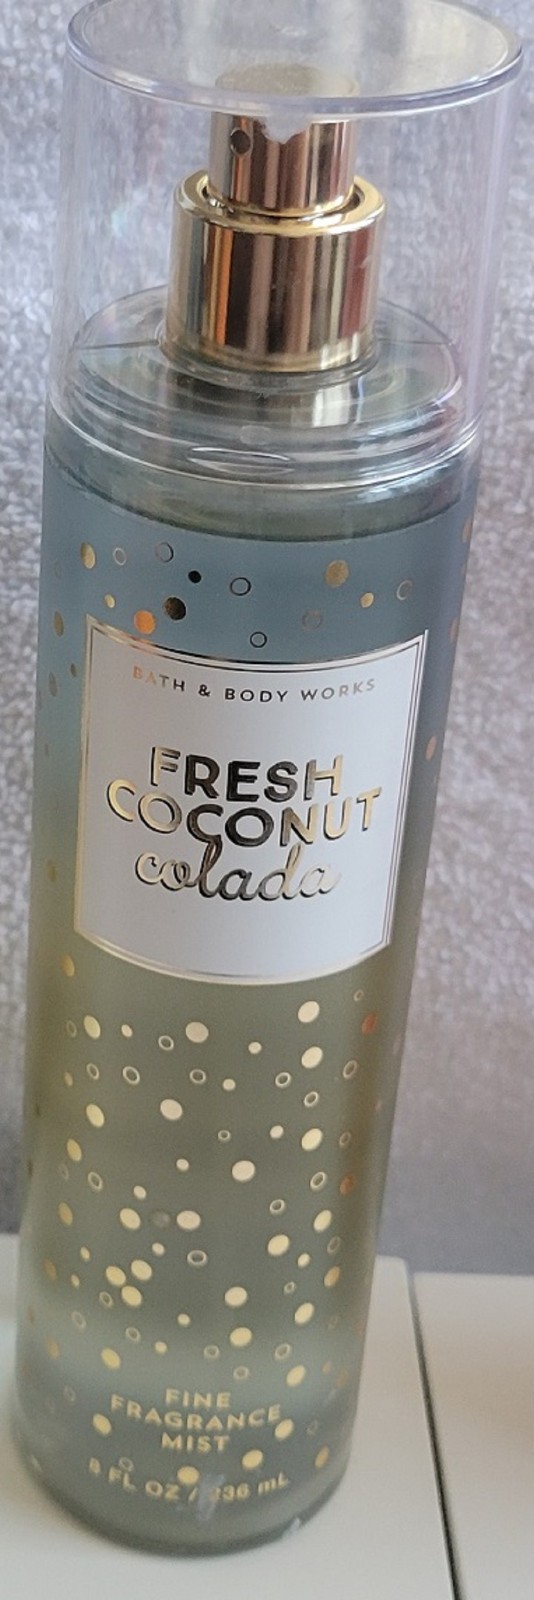 BATH & BODY WORKS
FRESH
COCONUT
colada
FINE
FRAGRANCE
MIST
8 FL OZ / 236 mL